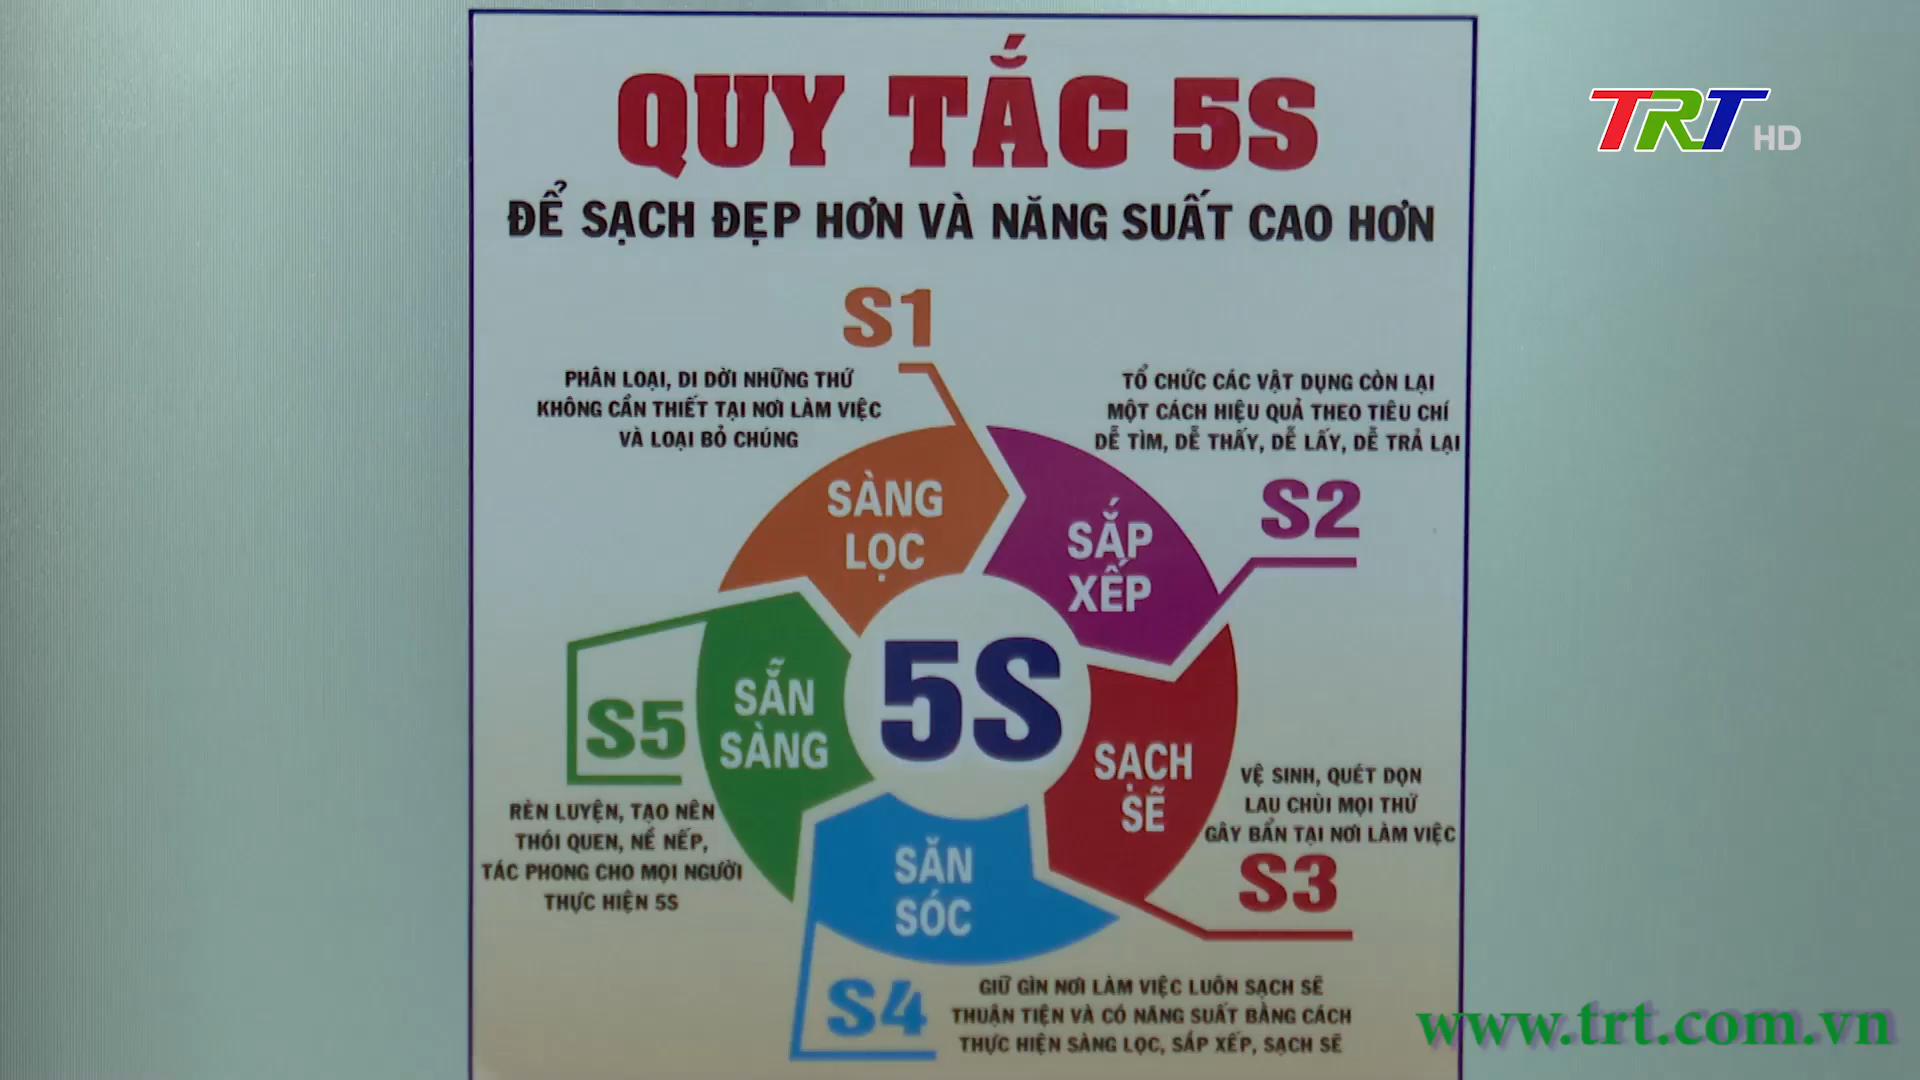 QUY TẮC 5S
ĐỂ SẠCH ĐẸP HƠN VÀ NĂNG SUẤT CAO HƠN
TRT HD
S1
PHÂN LOẠI, DI DỜI NHỮNG THỨ
KHÔNG CẦN THIẾT TẠI NƠI LÀM VIỆC
VÀ LOẠI BỎ CHÚNG
TỔ CHỨC CÁC VẬT DỤNG CÒN LẠI
MỘT CÁCH HIỆU QUẢ THEO TIÊU CHÍ
DỄ TÌM, DỄ THẤY, DỄ LẤY, DỄ TRẢ LẠI
S2
SÀNG
LỌC
SẮP
XẾP
5S
SẠCH
SẼ
VỆ SINH, QUÉT DỌN
LAU CHÙI MỌI THỨ
GÂY BẨN TẠI NƠI LÀM VIỆC
S3
SĂN
SÓC
S4
GIỮ GÌN NƠI LÀM VIỆC LUÔN SẠCH SẼ
THUẬN TIỆN VÀ CÓ NĂNG SUẤT BẰNG CÁCH
THỰC HIỆN SÀNG LỌC, SẮP XẾP, SẠCH SẼ
SẴN
SÀNG
S5
RÈN LUYỆN, TẠO NÊN
THÓI QUEN, NỀ NẾP,
TÁC PHONG CHO MỌI NGƯỜI
THỰC HIỆN 5S
www.trt.com.vn